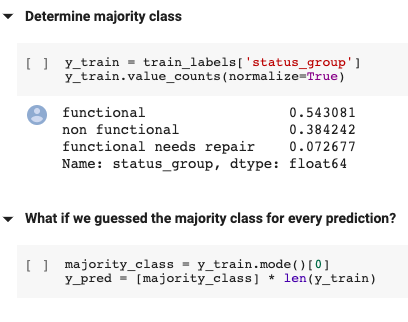 Determine majority class
[ ] y_train = train_labels['status_group']
y_train.value_counts(normalize=True)
functional 0.543081
non functional 0.384242
functional needs repair 0.072677
Name: status_group, dtype: float64
What if we guessed the majority class for every prediction?
[ ] majority_class = y_train.mode()[0]
y_pred = [majority_class] * len(y_train)